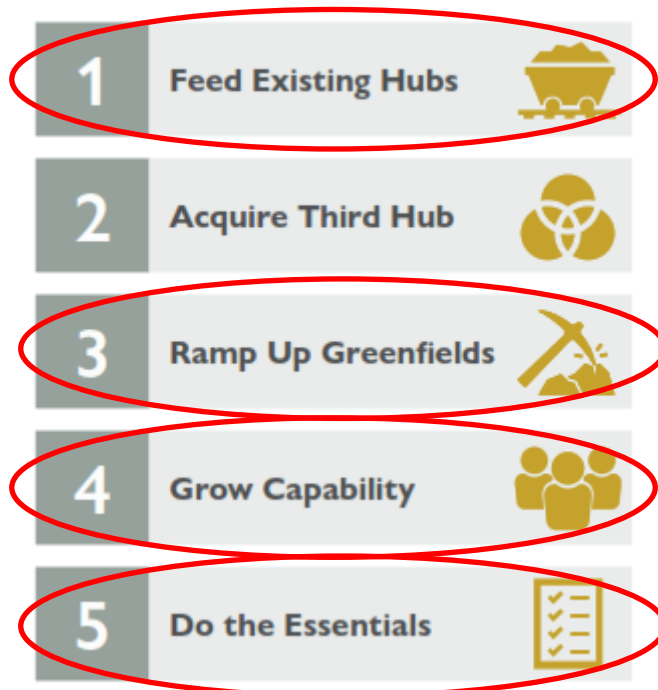 1 Feed Existing Hubs
2 Acquire Third Hub
3 Ramp Up Greenfields
4 Grow Capability
5 Do the Essentials